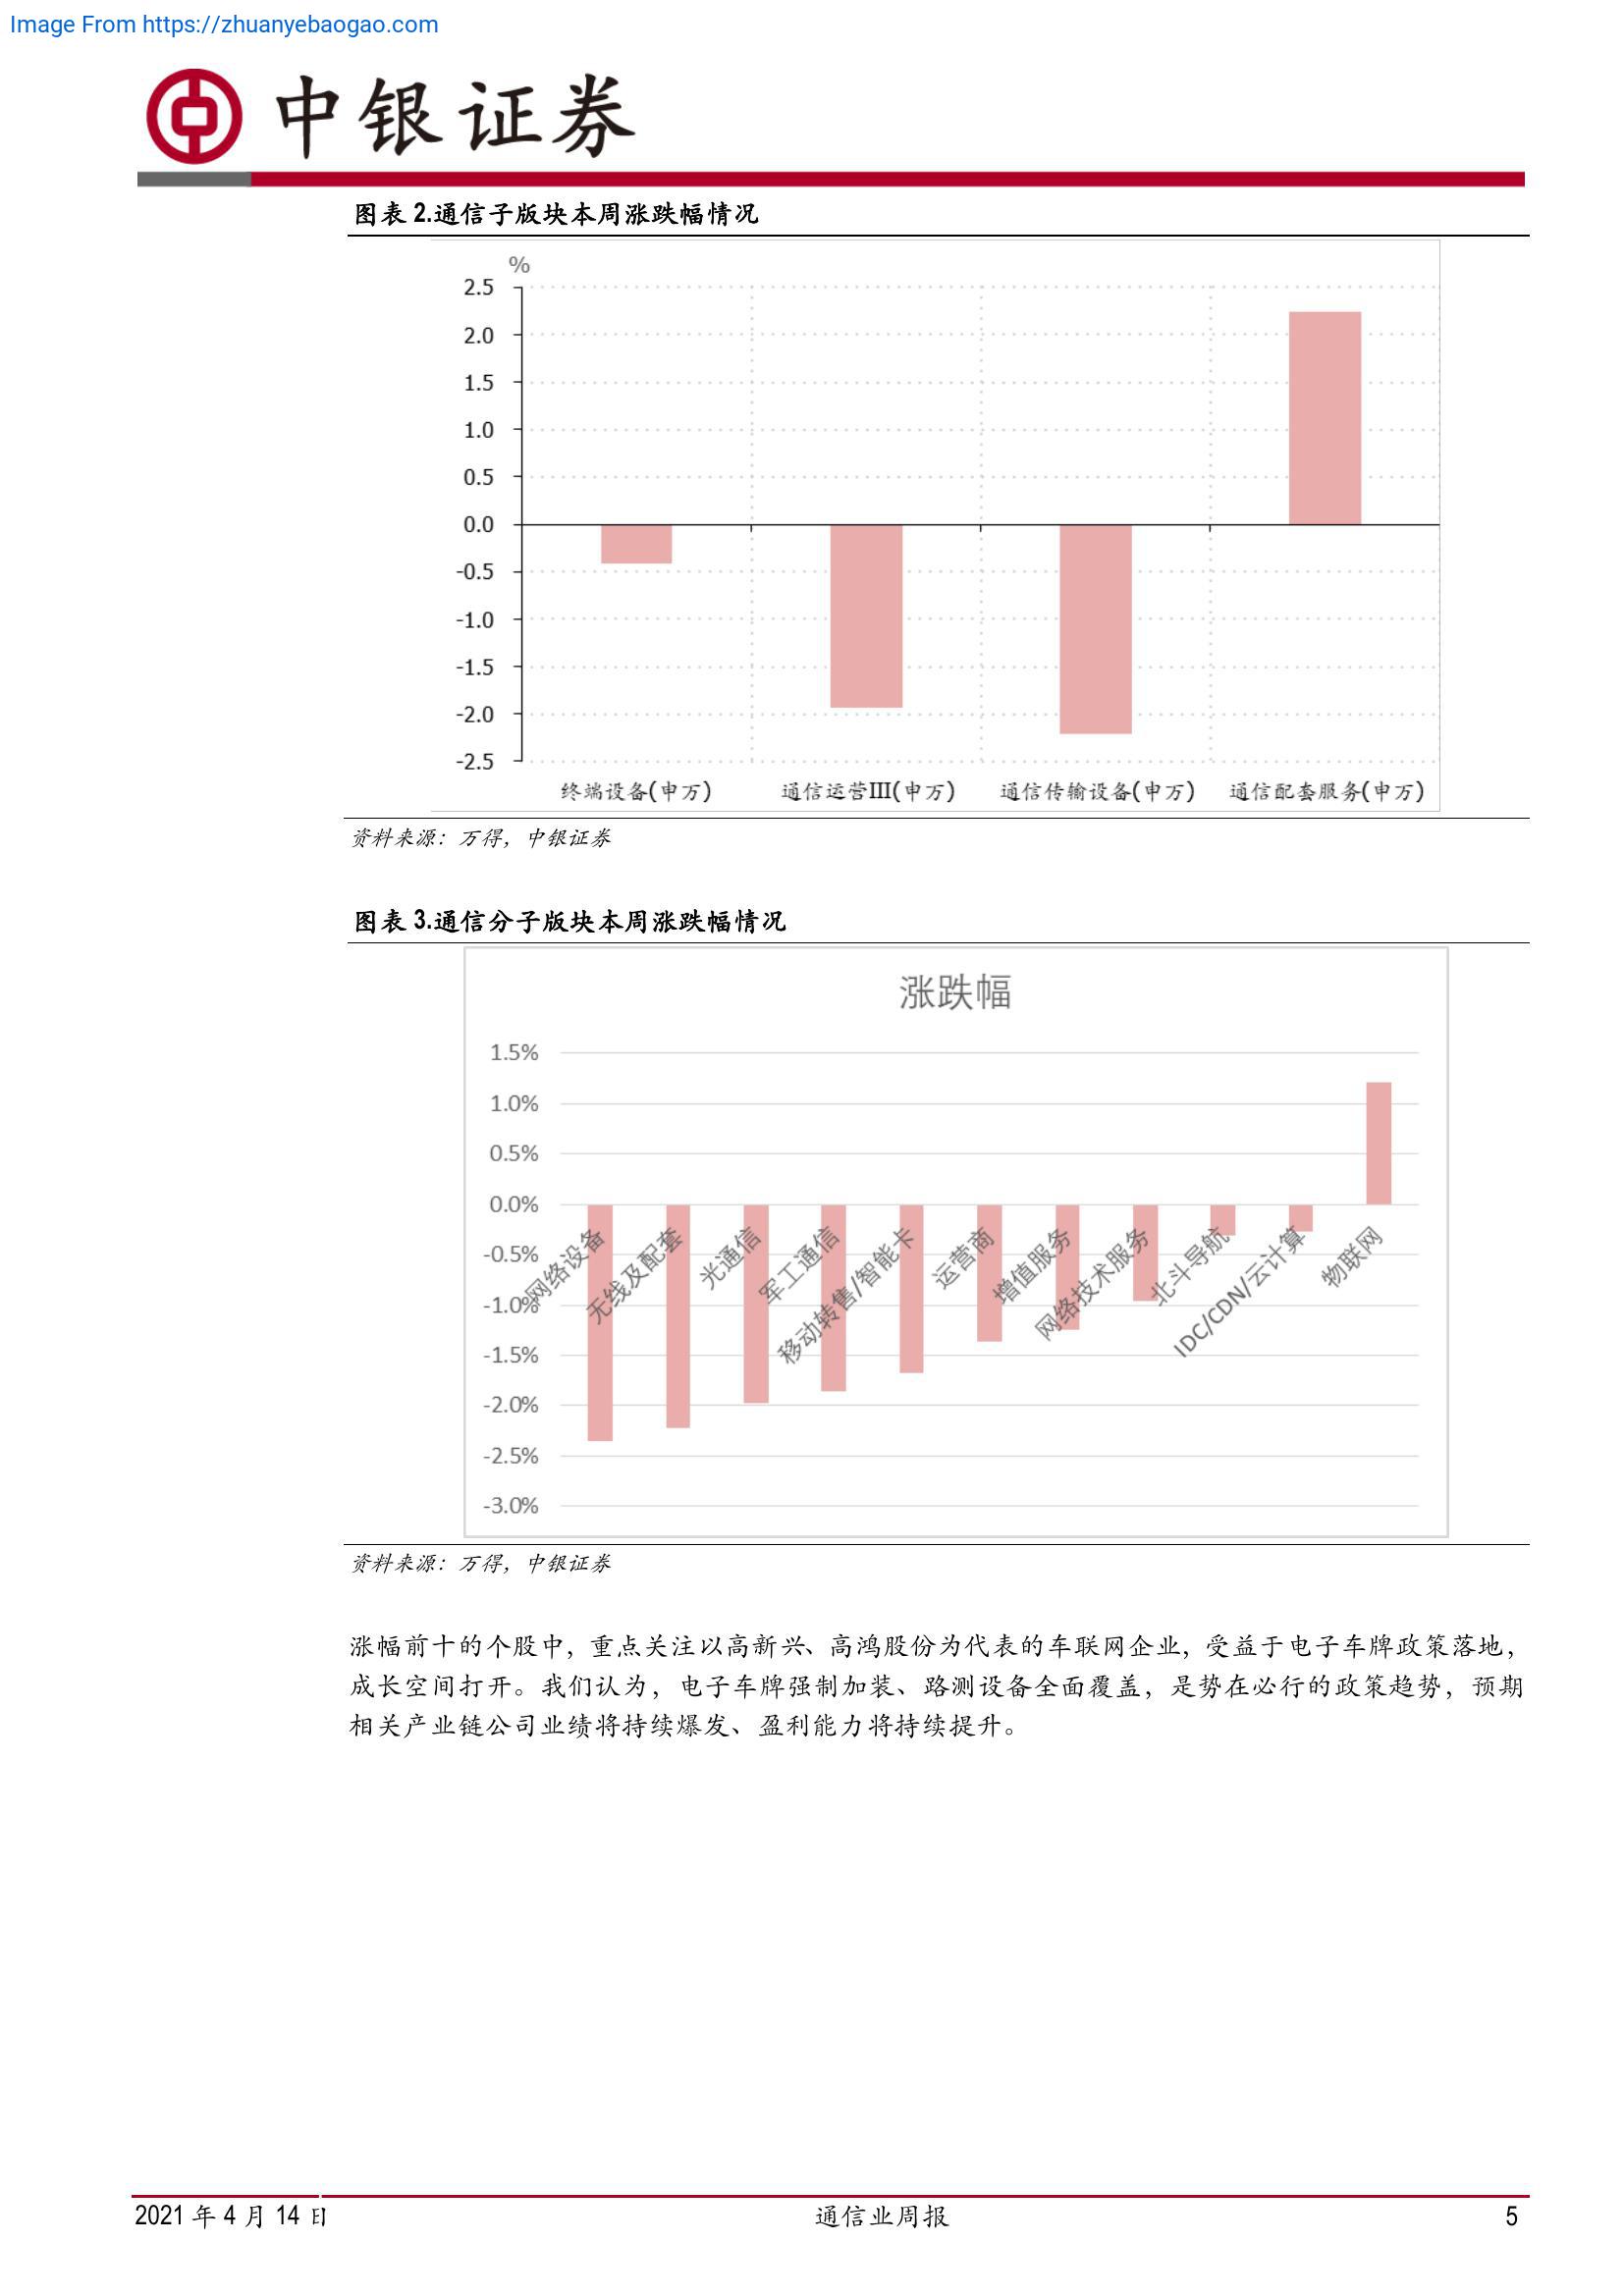 Image From https://zhuanyebaogao.com
中银证券
图表 2.通信子版块本周涨跌幅情况
%
2.5
2.0
1.5
1.0
0.5
0.0
-0.5
-1.0
-1.5
-2.0
-2.5
终端设备(申万) 通信运营III(申万) 通信传输设备(申万) 通信配套服务(申万)
资料来源：万得，中银证券
图表 3.通信分子版块本周涨跌幅情况
涨跌幅
1.5%
1.0%
0.5%
0.0%
-0.5%
-1.0%
-1.5%
-2.0%
-2.5%
-3.0%
网络设备
无线及配套
光通信
军工通信
移动转售/智能卡
运营商
增值服务
网络技术服务
北斗导航
IDC/CDN/云计算
物联网
资料来源：万得，中银证券
涨幅前十的个股中，重点关注以高新兴、高鸿股份为代表的车联网企业，受益于电子车牌政策落地，
成长空间打开。我们认为，电子车牌强制加装、路测设备全面覆盖，是势在必行的政策趋势，预期
相关产业链公司业绩将持续爆发、盈利能力将持续提升。
2021 年 4 月 14 日 通信业周报 5